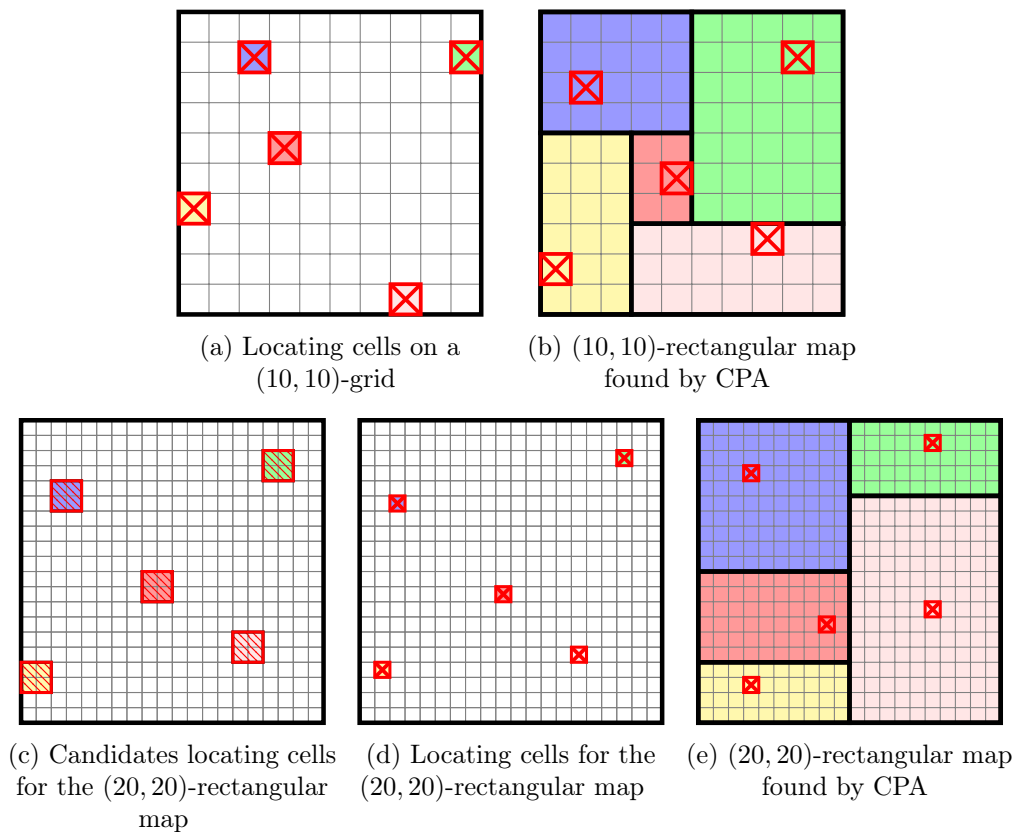 (a) Locating cells on a
(10, 10)-grid
(b) (10, 10)-rectangular map
found by CPA
(c) Candidates locating cells
for the (20, 20)-rectangular
map
(d) Locating cells for the
(20, 20)-rectangular map
(e) (20, 20)-rectangular map
found by CPA